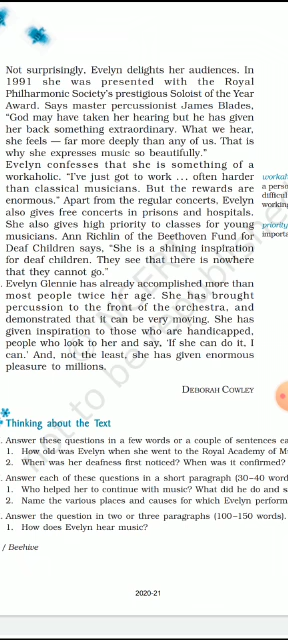 Not surprisingly, Evelyn delights her audiences. In
1991 she was presented with the Royal
Philharmonic Society's prestigious Soloist of the Year
Award. Says master percussionist James Blades,
“God may have taken her hearing but he has given
her back something extraordinary. What we hear,
she feels — far more deeply than any of us. That is
why she expresses music so beautifully.”
Evelyn confesses that she is something of a
workaholic. “I've just got to work ... often harder
than classical musicians. But the rewards are
enormous.” Apart from the regular concerts, Evelyn
also gives free concerts in prisons and hospitals.
She also gives high priority to classes for young
musicians. Ann Richlin of the Beethoven Fund for
Deaf Children says, “She is a shining inspiration
for deaf children. They see that there is nowhere
that they cannot go.”
Evelyn Glennie has already accomplished more than
most people twice her age. She has brought
percussion to the front of the orchestra, and
demonstrated that it can be very moving. She has
given inspiration to those who are handicapped,
people who look to her and say, ‘If she can do it, I
can.’ And, not the least, she has given enormous
pleasure to millions.
DEBORAH COWLEY
a perso
difficul
working
priority
importa
Thinking about the Text
. Answer these questions in a few words or a couple of sentences ea
1. How old was Evelyn when she went to the Royal Academy of M
2. When was her deafness first noticed? When was it confirmed?
. Answer each of these questions in a short paragraph (30–40 word
1. Who helped her to continue with music? What did he do and s
2. Name the various places and causes for which Evelyn perform
. Answer the question in two or three paragraphs (100–150 words).
1. How does Evelyn hear music?
/ Beehive
2020-21